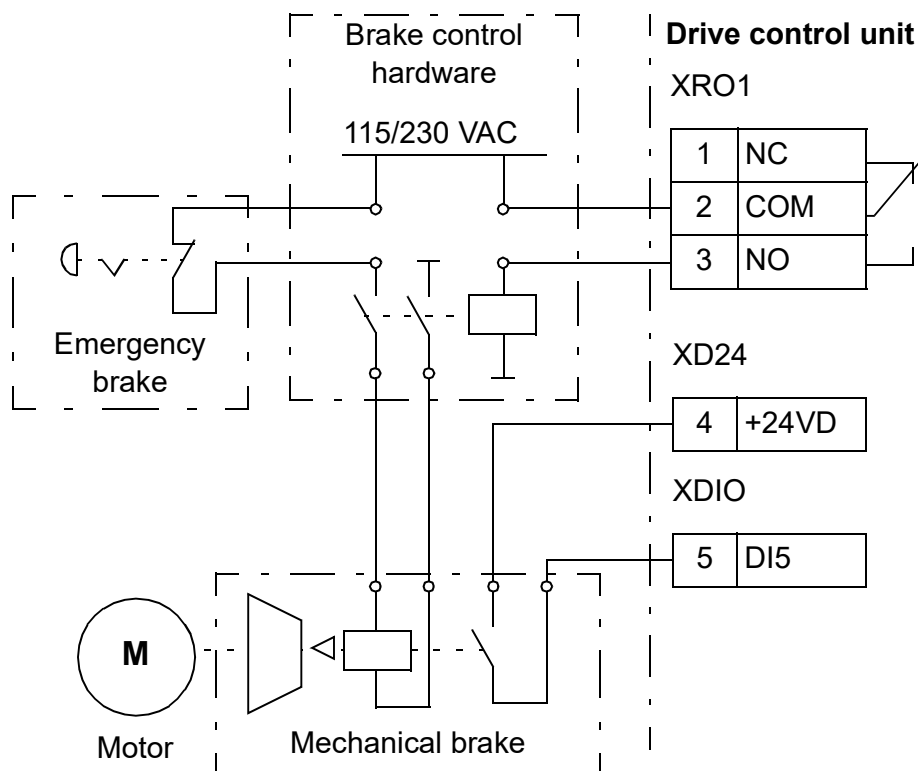 Brake control
hardware
115/230 VAC
Drive control unit
XRO1
1 NC
2 COM
3 NO
Emergency
brake
XD24
4 +24VD
XDIO
5 DI5
M
Motor
Mechanical brake